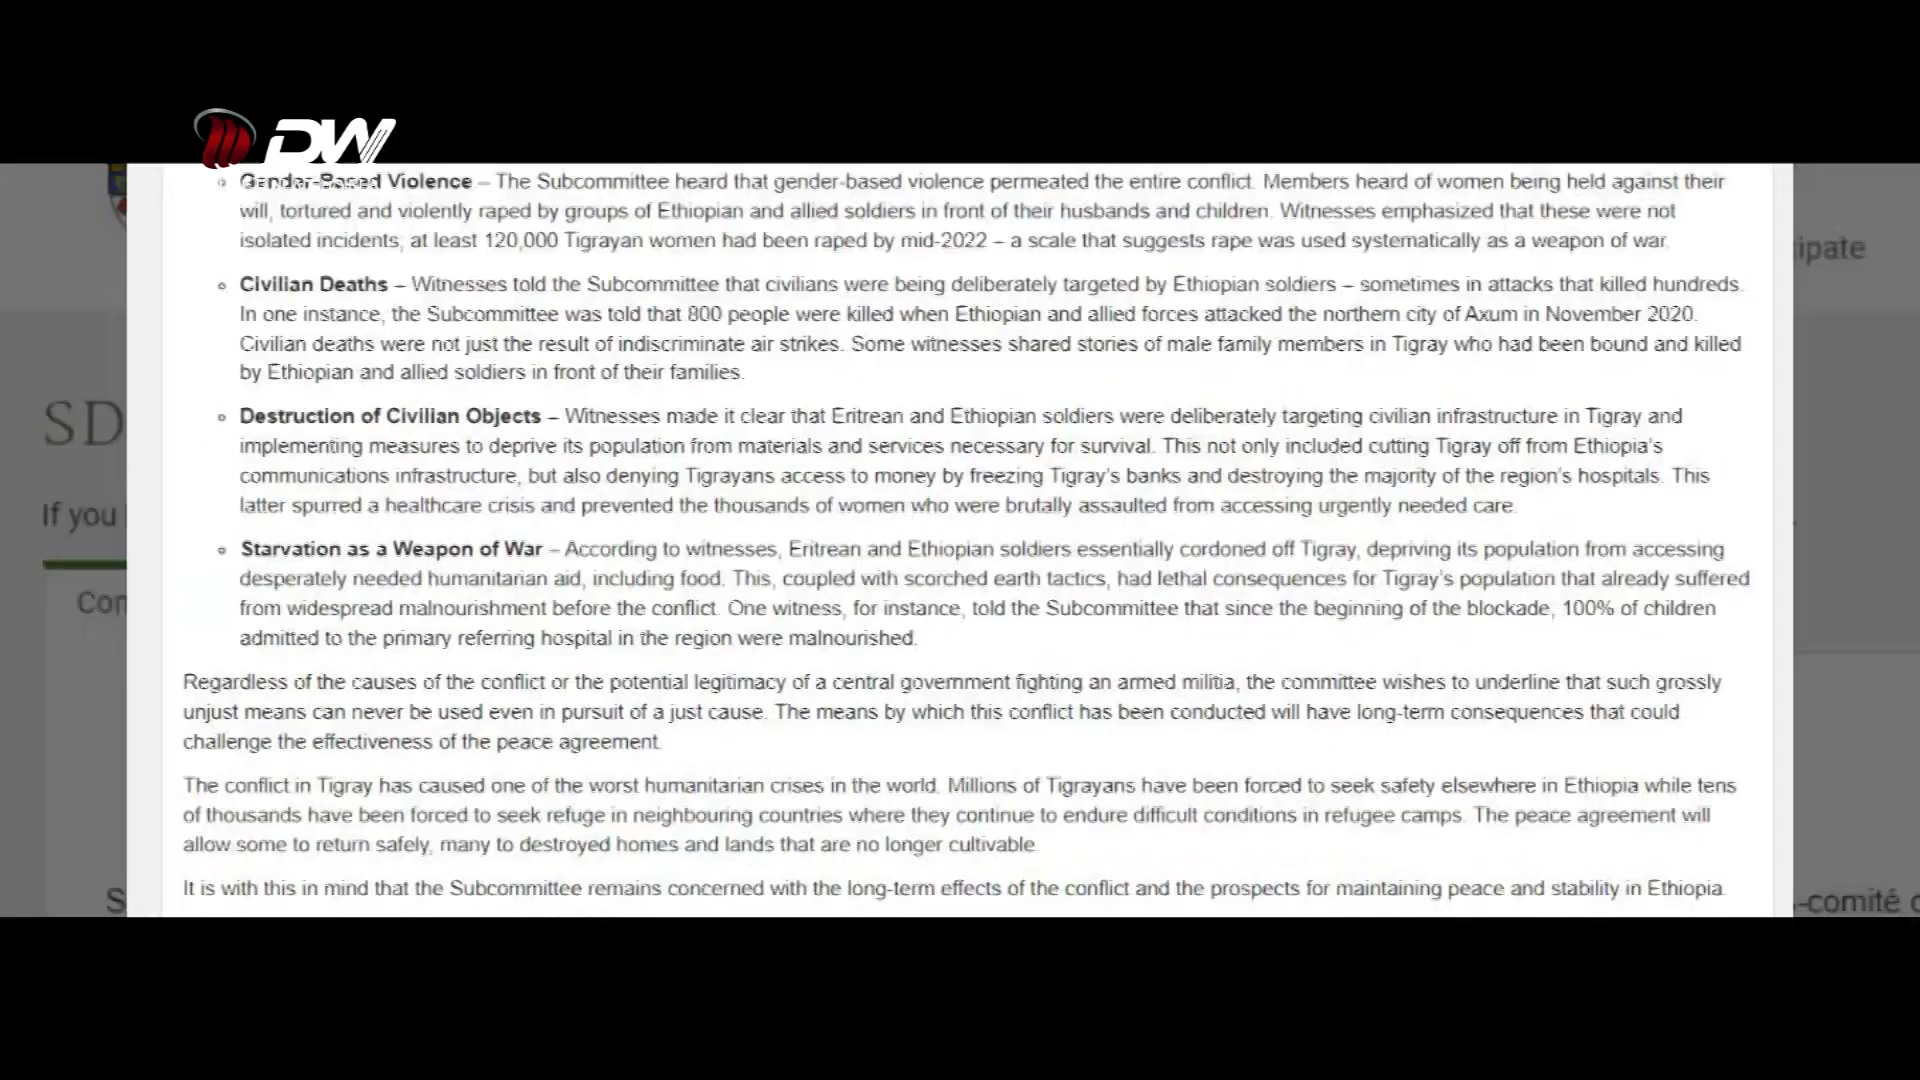 DW
Gender-Based Violence – The Subcommittee heard that gender-based violence permeated the entire conflict. Members heard of women being held against their
will, tortured and violently raped by groups of Ethiopian and allied soldiers in front of their husbands and children. Witnesses emphasized that these were not
isolated incidents; at least 120,000 Tigrayan women had been raped by mid-2022 – a scale that suggests rape was used systematically as a weapon of war.
ipate
Civilian Deaths – Witnesses told the Subcommittee that civilians were being deliberately targeted by Ethiopian soldiers – sometimes in attacks that killed hundreds.
In one instance, the Subcommittee was told that 800 people were killed when Ethiopian and allied forces attacked the northern city of Axum in November 2020.
Civilian deaths were not just the result of indiscriminate air strikes. Some witnesses shared stories of male family members in Tigray who had been bound and killed
by Ethiopian and allied soldiers in front of their families.
SD
Destruction of Civilian Objects – Witnesses made it clear that Eritrean and Ethiopian soldiers were deliberately targeting civilian infrastructure in Tigray and
implementing measures to deprive its population from materials and services necessary for survival. This not only included cutting Tigray off from Ethiopia's
communications infrastructure, but also denying Tigrayans access to money by freezing Tigray's banks and destroying the majority of the region's hospitals. This
latter spurred a healthcare crisis and prevented the thousands of women who were brutally assaulted from accessing urgently needed care.
If you
Starvation as a Weapon of War – According to witnesses, Eritrean and Ethiopian soldiers essentially cordoned off Tigray, depriving its population from accessing
desperately needed humanitarian aid, including food. This, coupled with scorched earth tactics, had lethal consequences for Tigray's population that already suffered
from widespread malnourishment before the conflict. One witness, for instance, told the Subcommittee that since the beginning of the blockade, 100% of children
admitted to the primary referring hospital in the region were malnourished.
Con
Regardless of the causes of the conflict or the potential legitimacy of a central government fighting an armed militia, the committee wishes to underline that such grossly
unjust means can never be used even in pursuit of a just cause. The means by which this conflict has been conducted will have long-term consequences that could
challenge the effectiveness of the peace agreement.
The conflict in Tigray has caused one of the worst humanitarian crises in the world. Millions of Tigrayans have been forced to seek safety elsewhere in Ethiopia while tens
of thousands have been forced to seek refuge in neighbouring countries where they continue to endure difficult conditions in refugee camps. The peace agreement will
allow some to return safely, many to destroyed homes and lands that are no longer cultivable.
It is with this in mind that the Subcommittee remains concerned with the long-term effects of the conflict and the prospects for maintaining peace and stability in Ethiopia.
S
-comité